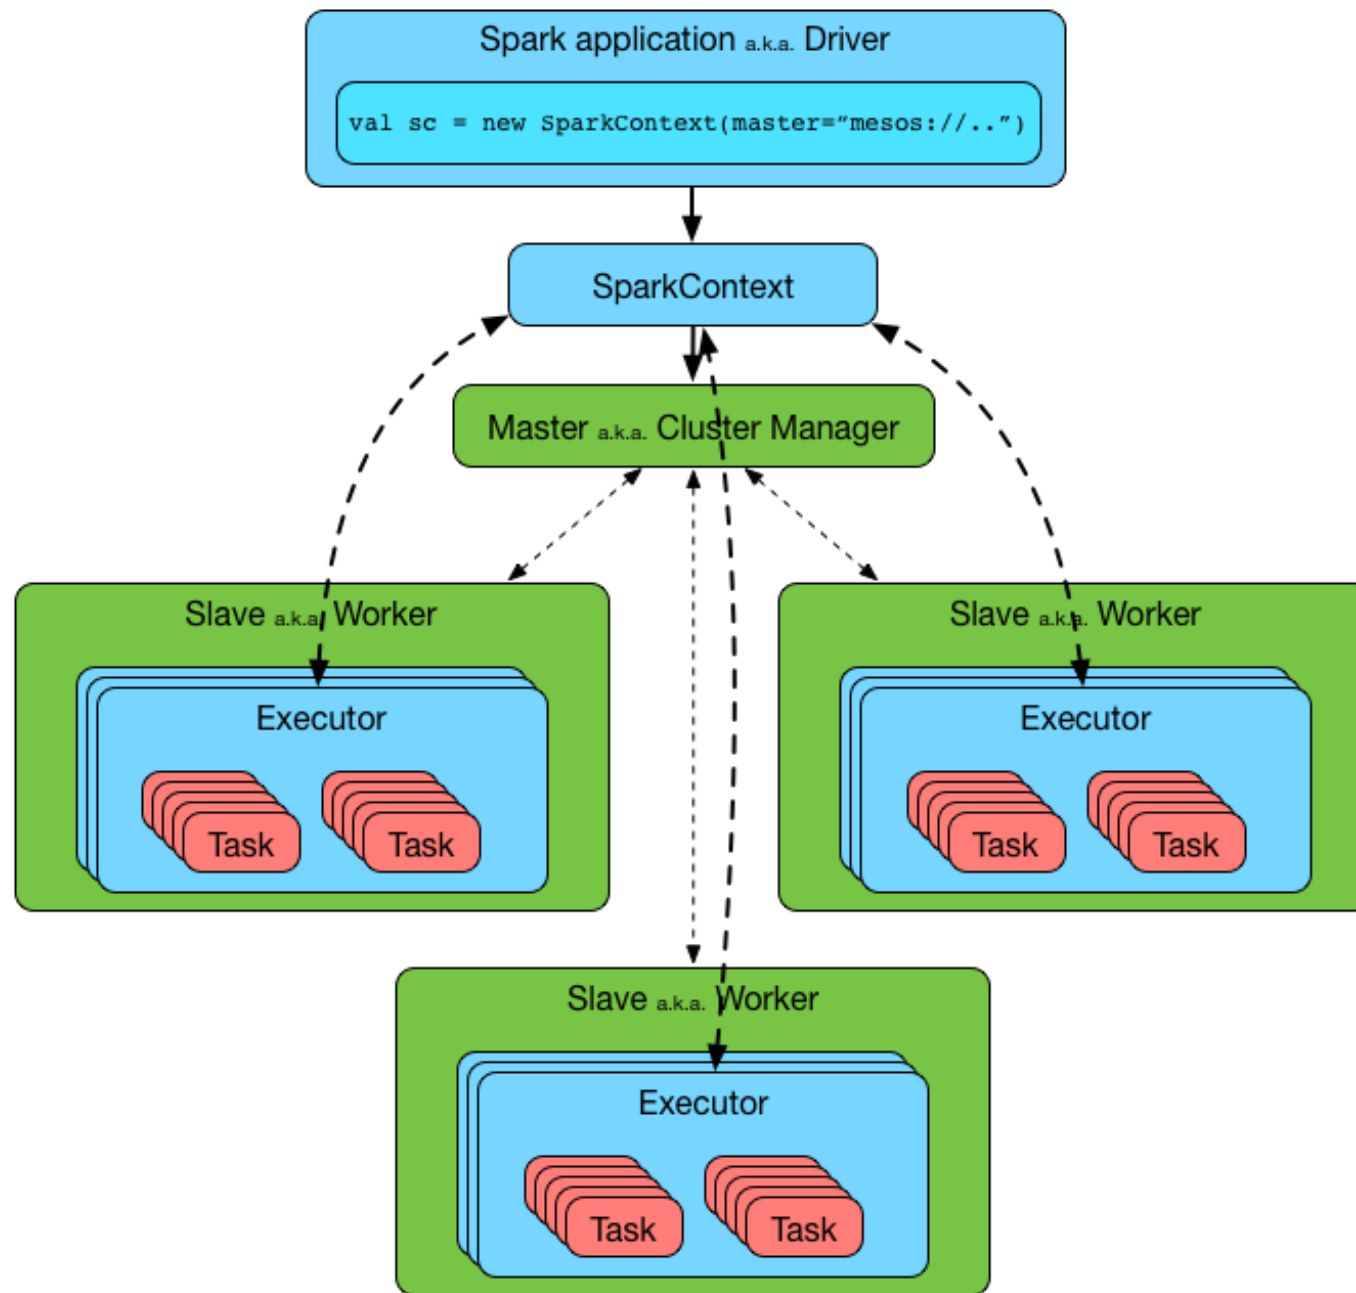 Spark application a.k.a. Driver
val sc = new SparkContext(master=”mesos://..”)
SparkContext
Master a.k.a. Cluster Manager
Slave a.k.a. Worker
Executor
Task
Task
Slave a.k.a. Worker
Executor
Task
Task
Slave a.k.a. Worker
Executor
Task
Task